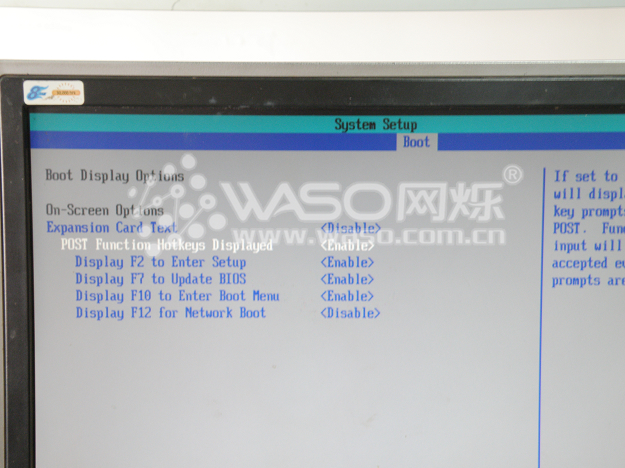 System Setup
Boot
Boot Display Options
On-Screen Options
Expansion Card Text <Disable>
POST Function Hotkeys Displayed <Enable>
Display F2 to Enter Setup <Enable>
Display F7 to Update BIOS <Enable>
Display F10 to Enter Boot Menu <Enable>
Display F12 for Network Boot <Disable>
If set to
will displ
key prompt
POST. Fun
input will
accepted e
prompts are
WASO网烁®
www.waso.com.cn